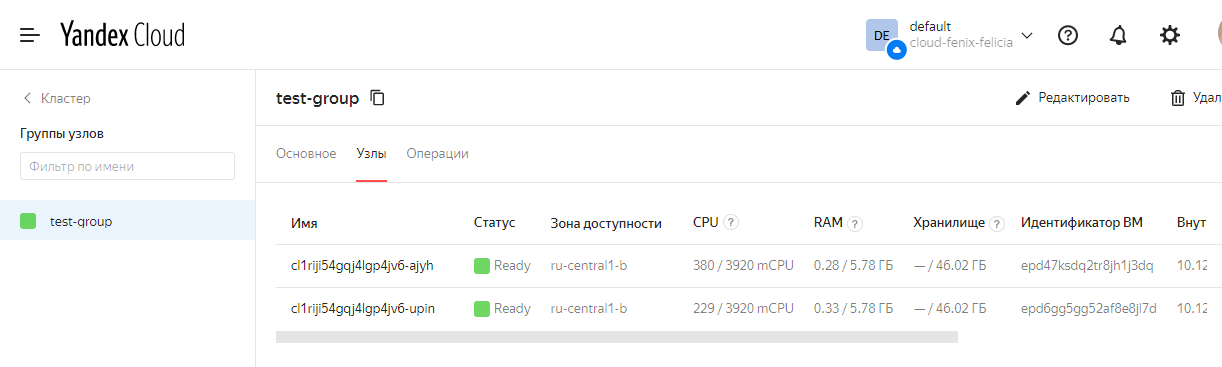 Yandex Cloud
DE
default
cloud-fenix-felicia
Кластер
Группы узлов
Фильтр по имени
test-group
test-group
Редактировать
Удал
Основное Узлы Операции
Имя Статус Зона доступности CPU ? RAM ? Хранилище ? Идентификатор ВМ Внут
cl1riji54gqj4lgp4jv6-ajyh Ready ru-central1-b 380 / 3920 mCPU 0.28 / 5.78 ГБ — / 46.02 ГБ epd47ksdq2tr8jh1j3dq 10.12
cl1riji54gqj4lgp4jv6-upin Ready ru-central1-b 229 / 3920 mCPU 0.33 / 5.78 ГБ — / 46.02 ГБ epd6gg5gg52af8e8jl7d 10.12